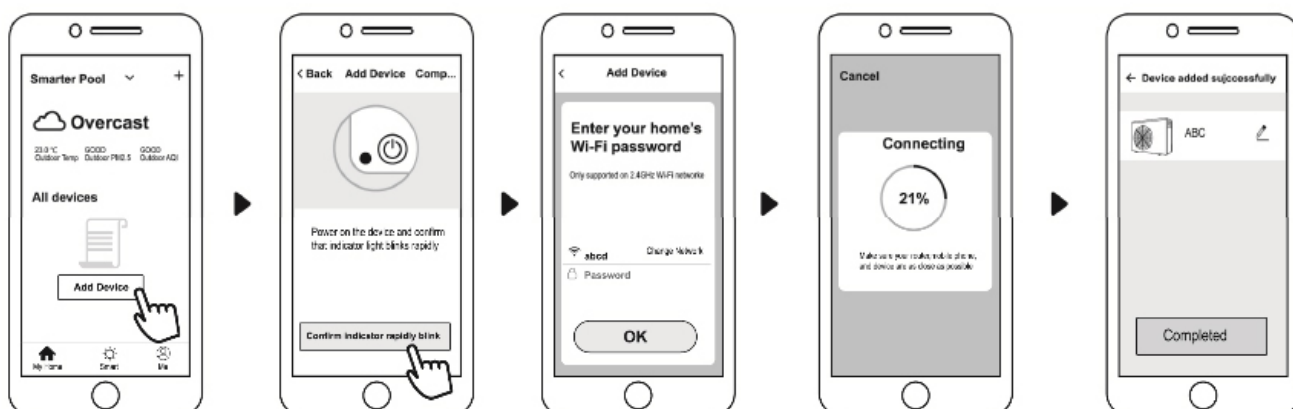 Smarter Pool +
Overcast
23.0 °C GOOD GOOD
Outdoor Temp Outdoor PM2.5 Outdoor AQI
All devices
Add Device
My Home Smart Me
< Back Add Device Comp...
Power on the device and confirm
that indicator light blinks rapidly
Confirm indicator rapidly blink
< Add Device
Enter your home's
Wi-Fi password
Only supported on 2.4GHz Wi-Fi networke
abcd Change Network
Password
OK
Cancel
Connecting
21%
Make sure your router, mobile phone,
and device are as close as possible
← Device added sujccessfully
ABC
Completed